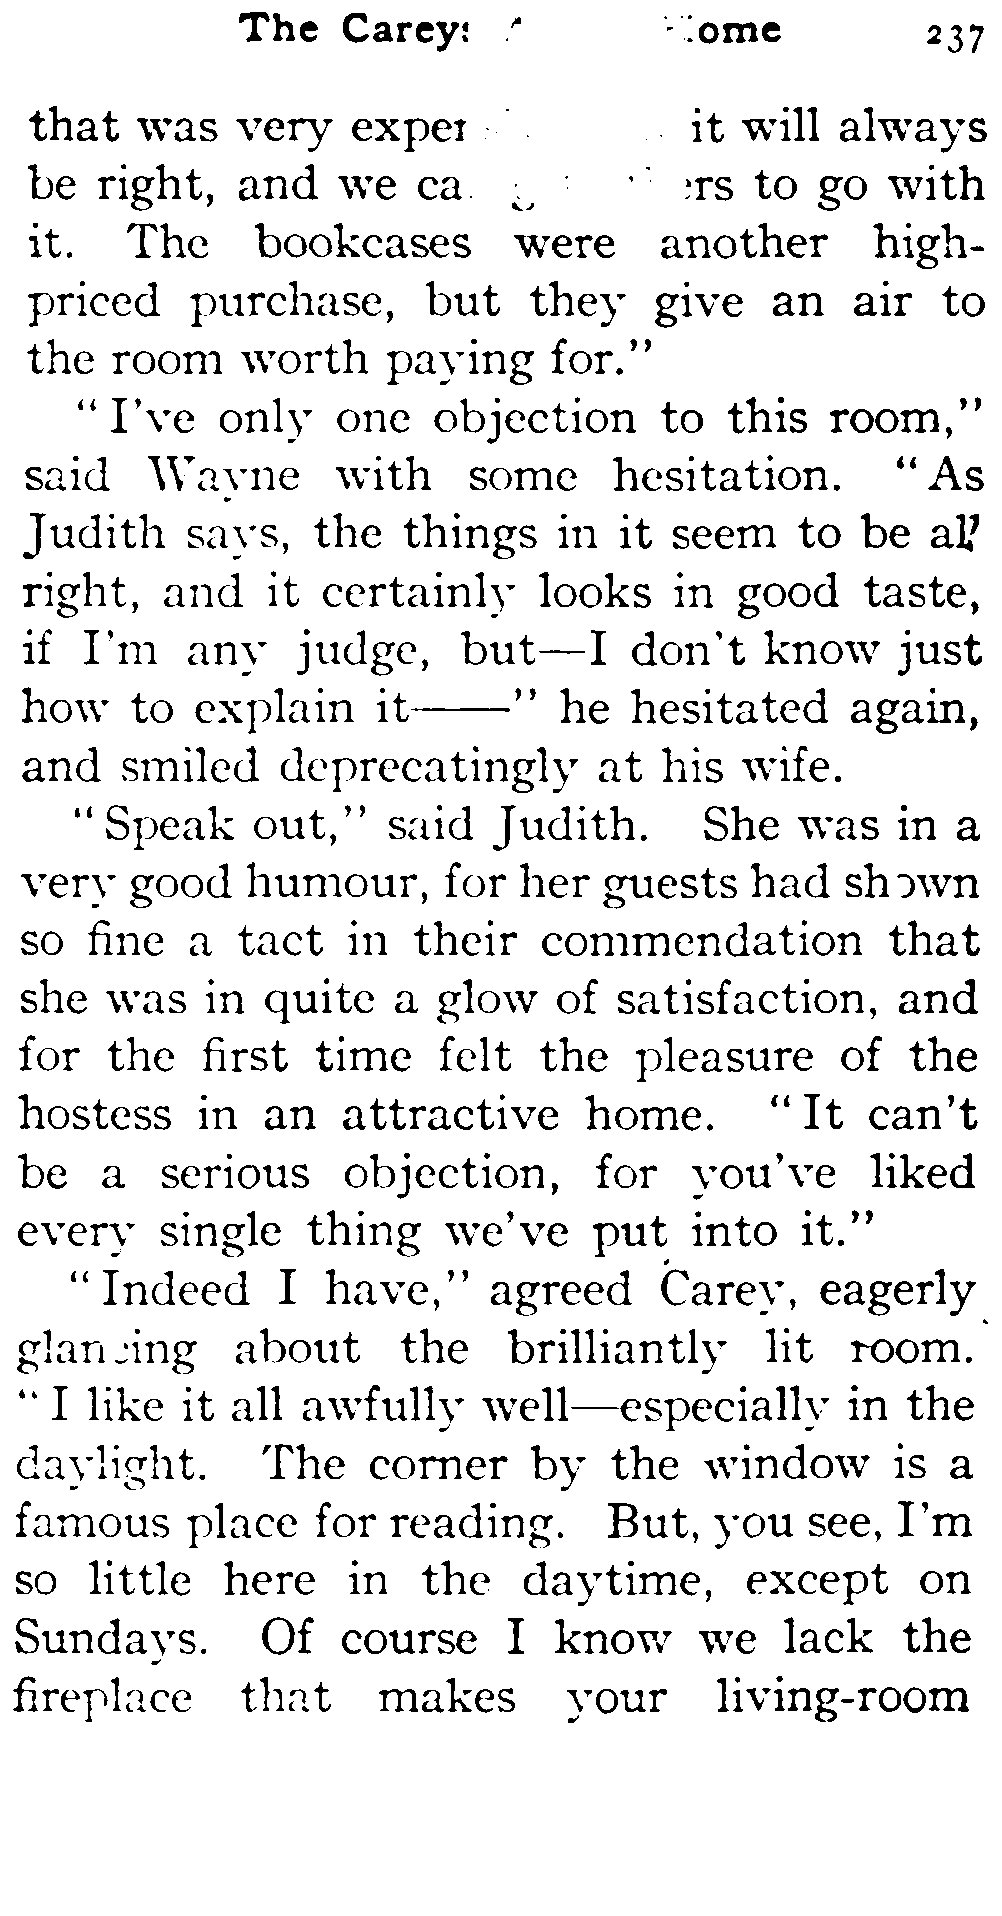 The Careys 237
that was very it will always
be right, and we to go with
it. The bookcases were another high-
priced purchase, but they give an air to
the room worth paying for."
"I've only one objection to this room,"
said Wayne with some hesitation. "As
Judith says, the things in it seem to be all
right, and it certainly looks in good taste,
if I'm any judge, but—I don't know just
how to explain it——" he hesitated again,
and smiled deprecatingly at his wife.
"Speak out," said Judith. She was in a
very good humour, for her guests had shown
so fine a tact in their commendation that
she was in quite a glow of satisfaction, and
for the first time felt the pleasure of the
hostess in an attractive home. "It can't
be a serious objection, for you've liked
every single thing we've put into it."
"Indeed I have," agreed Carey, eagerly
glancing about the brilliantly lit room.
"I like it all awfully well—especially in the
daylight. The corner by the window is a
famous place for reading. But, you see, I'm
so little here in the daytime, except on
Sundays. Of course I know we lack the
fireplace that makes your living-room